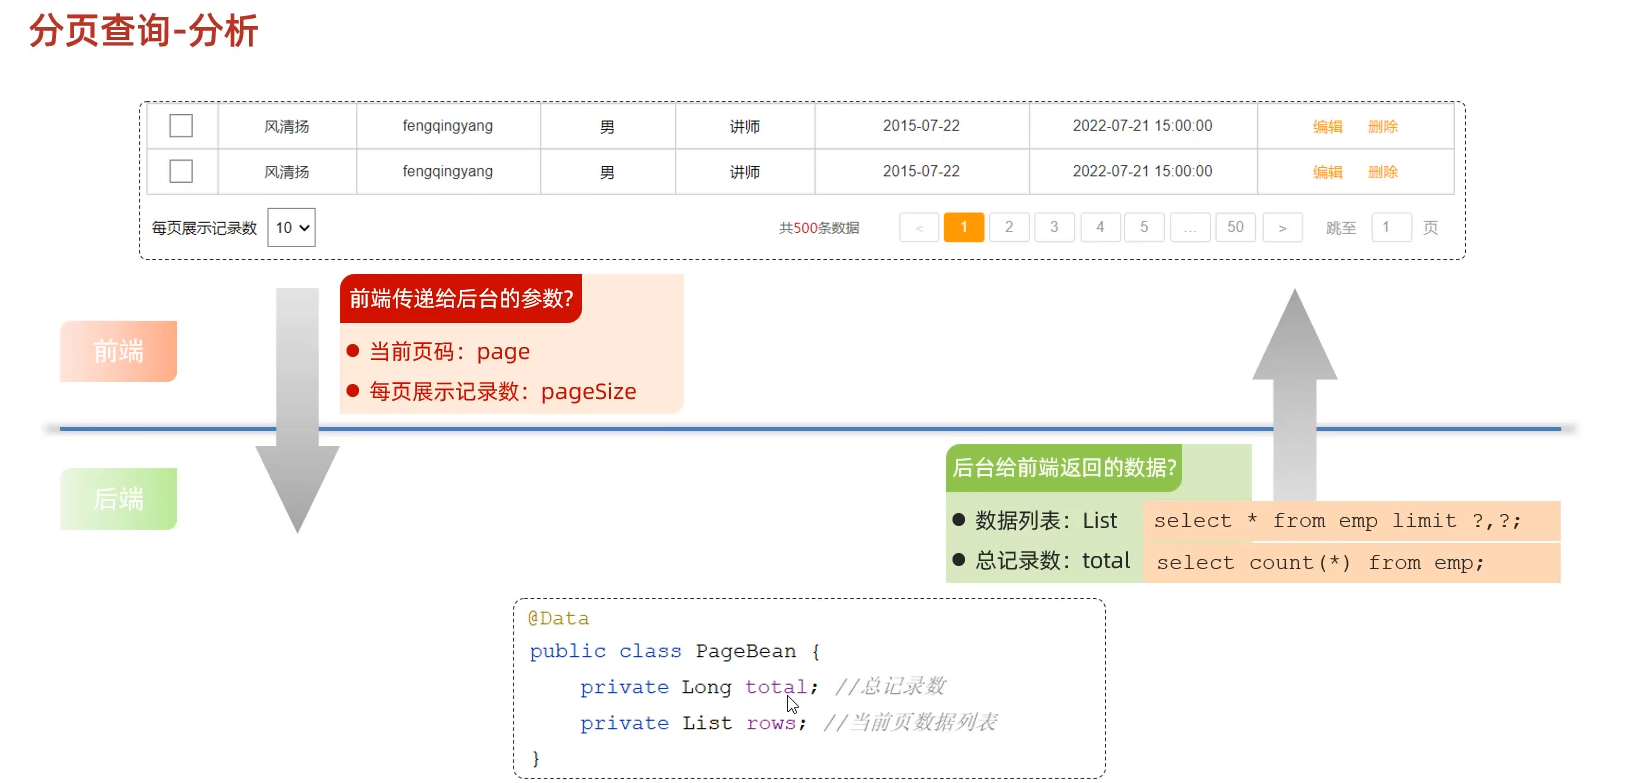 分页查询-分析
风清扬 fengqingyang 男 讲师 2015-07-22 2022-07-21 15:00:00 编辑 删除
风清扬 fengqingyang 男 讲师 2015-07-22 2022-07-21 15:00:00 编辑 删除
每页展示记录数 10 共500条数据 < 1 2 3 4 5 ... 50 > 跳至 1 页
前端传递给后台的参数?
前端
当前页码：page
每页展示记录数：pageSize
后台给前端返回的数据?
后端
数据列表：List select * from emp limit ?,?;
总记录数：total select count(*) from emp;
@Data
public class PageBean {
private Long total; //总记录数
private List rows; //当前页数据列表
}